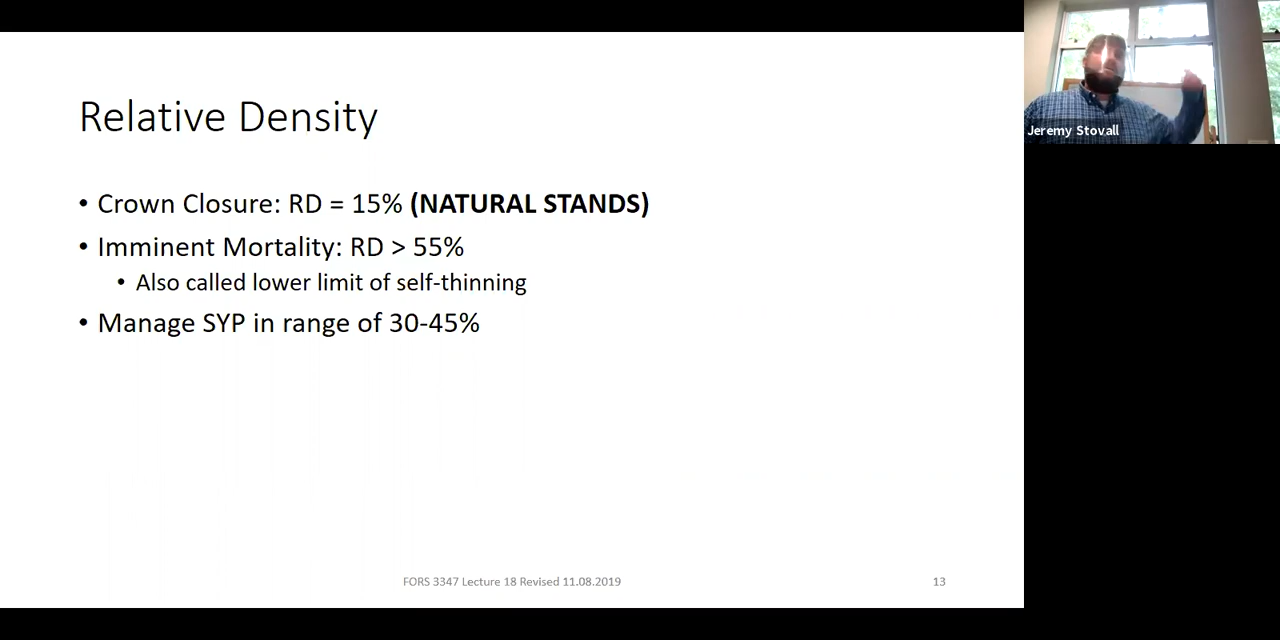 Relative Density
• Crown Closure: RD = 15% (NATURAL STANDS)
• Imminent Mortality: RD > 55%
• Also called lower limit of self-thinning
• Manage SYP in range of 30-45%
FORS 3347 Lecture 18 Revised 11.08.2019
13
Jeremy Stovall